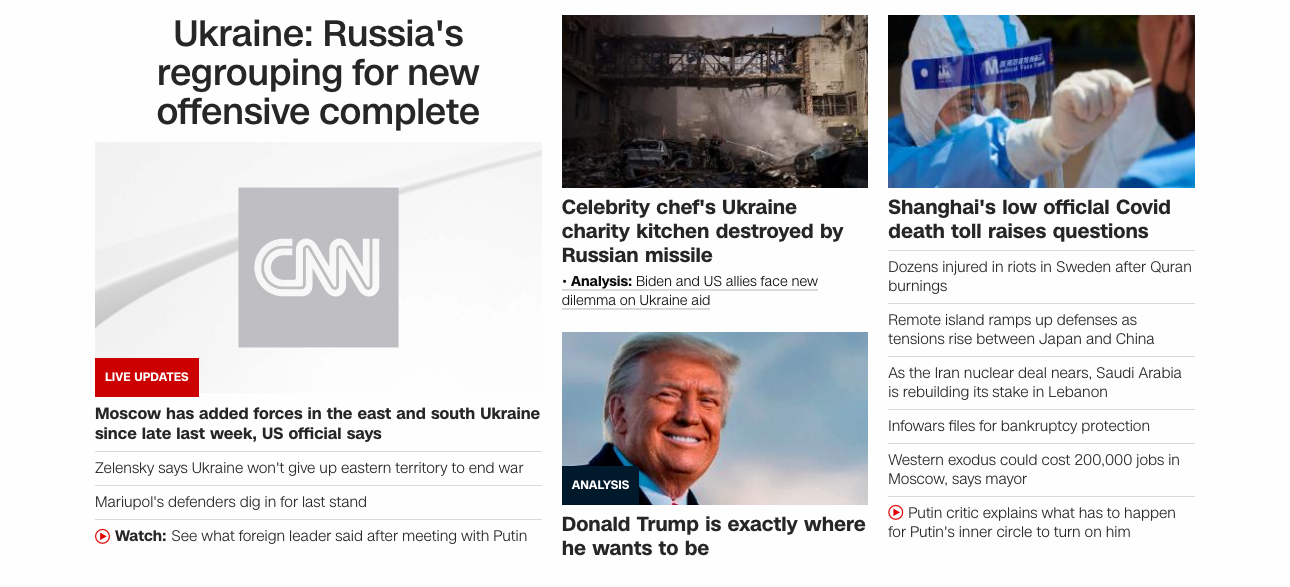 Ukraine: Russia's
regrouping for new
offensive complete
CNN
LIVE UPDATES
Moscow has added forces in the east and south Ukraine
since late last week, US official says
Zelensky says Ukraine won't give up eastern territory to end war
Mariupol's defenders dig in for last stand
Watch: See what foreign leader said after meeting with Putin
Celebrity chef's Ukraine
charity kitchen destroyed by
Russian missile
• Analysis: Biden and US allies face new
dilemma on Ukraine aid
ANALYSIS
Donald Trump is exactly where
he wants to be
Shanghai's low official Covid
death toll raises questions
Dozens injured in riots in Sweden after Quran
burnings
Remote island ramps up defenses as
tensions rise between Japan and China
As the Iran nuclear deal nears, Saudi Arabia
is rebuilding its stake in Lebanon
Infowars files for bankruptcy protection
Western exodus could cost 200,000 jobs in
Moscow, says mayor
Putin critic explains what has to happen
for Putin's inner circle to turn on him